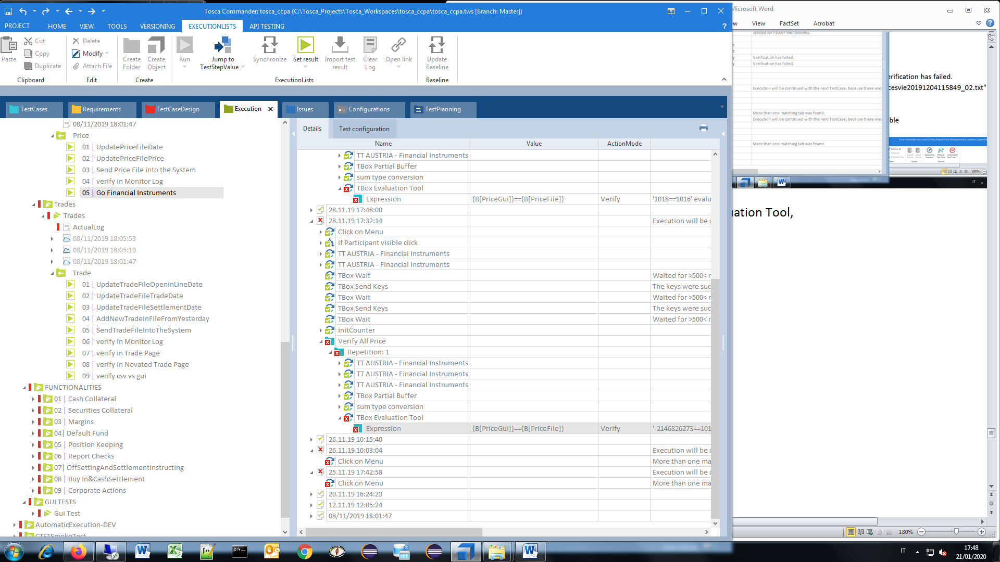 Tosca Commander: tosca_ccpa (C:\Tosca_Projects\Tosca_Workspaces\tosca_ccpa\tosca_ccpa.tws [Branch: Master])
PROJECT HOME VIEW TOOLS VERSIONING EXECUTIONLISTS API TESTING ?
Paste Cut Copy Duplicate
Delete Modify Attach File
Create Folder Create Object
Run Jump to TestStepValue Synchronize Set result Import test result Clear Log Open link
Update Baseline
Clipboard Edit Create ExecutionLists Baseline
TestCases Requirements TestCaseDesign Execution Issues Configurations TestPlanning
08/11/2019 18:01:47
Price
01 | UpdatePriceFileDate
02 | UpdatePriceFilePrice
03 | Send Price File into the System
04 | verify in Monitor Log
05 | Go Financial Instruments
Trades
Trades
ActualLog
08/11/2019 18:05:53
08/11/2019 18:05:10
08/11/2019 18:01:47
Trade
01 | UpdateTradeFileOpeninLineDate
02 | UpdateTradeFileTradeDate
03 | UpdateTradeFileSettlementDate
04 | AddNewTradeInFileFromYesterday
05 | SendTradeFileIntoTheSystem
06 | verify in Monitor Log
07 | verify in Trade Page
08 | verify in Novated Trade Page
09 | verify csv vs gui
FUNCTIONALITIES
01 | Cash Collateral
02 | Securities Collateral
03 | Margins
04| Default Fund
05 | Position Keeping
06 | Report Checks
07| OffSettingAndSettlementInstructing
08 | Buy In&CashSettlement
09 | Corporate Actions
GUI TESTS
Gui Test
AutomaticExecution-DEV
CTF1SmokeTest
Details Test configuration
Name Value ActionMode
TT AUSTRIA - Financial Instruments
TBox Partial Buffer
sum type conversion
TBox Evaluation Tool
Expression {B[PriceGui]}=={B[PriceFile]} Verify '1018==1016' evalu
28.11.19 17:48:00
28.11.19 17:32:14 Execution will be c
Click on Menu
if Participant visible click
TT AUSTRIA - Financial Instruments
TT AUSTRIA - Financial Instruments
TBox Wait Waited for >500< r
TBox Send Keys The keys were suc
TBox Wait Waited for >500< r
TBox Send Keys The keys were suc
TBox Wait Waited for >500< r
initCounter
Verify All Price
Repetition: 1
TT AUSTRIA - Financial Instruments
TT AUSTRIA - Financial Instruments
TT AUSTRIA - Financial Instruments
TBox Partial Buffer
sum type conversion
TBox Evaluation Tool
Expression {B[PriceGui]}=={B[PriceFile]} Verify '-2146826273==101
26.11.19 10:15:40
26.11.19 10:03:04 Execution will be c
Click on Menu More than one ma
25.11.19 17:42:58 Execution will be c
Click on Menu More than one ma
20.11.19 16:24:23
12.11.19 12:05:24
08/11/2019 18:01:47
Microsoft Word
ew View FactSet Acrobat
Waited for >1000< milliseconds.
Verification has failed.
Verification has failed.
Execution will be continued with the next TestCase, because there was
More than one matching tab was found.
Execution will be continued with the next TestCase, because there was
More than one matching tab was found.
erification has failed.
cesvie20191204115849_02.txt"
ble
180%
IT
uation Tool,
180%
IT
17:48
21/01/2020